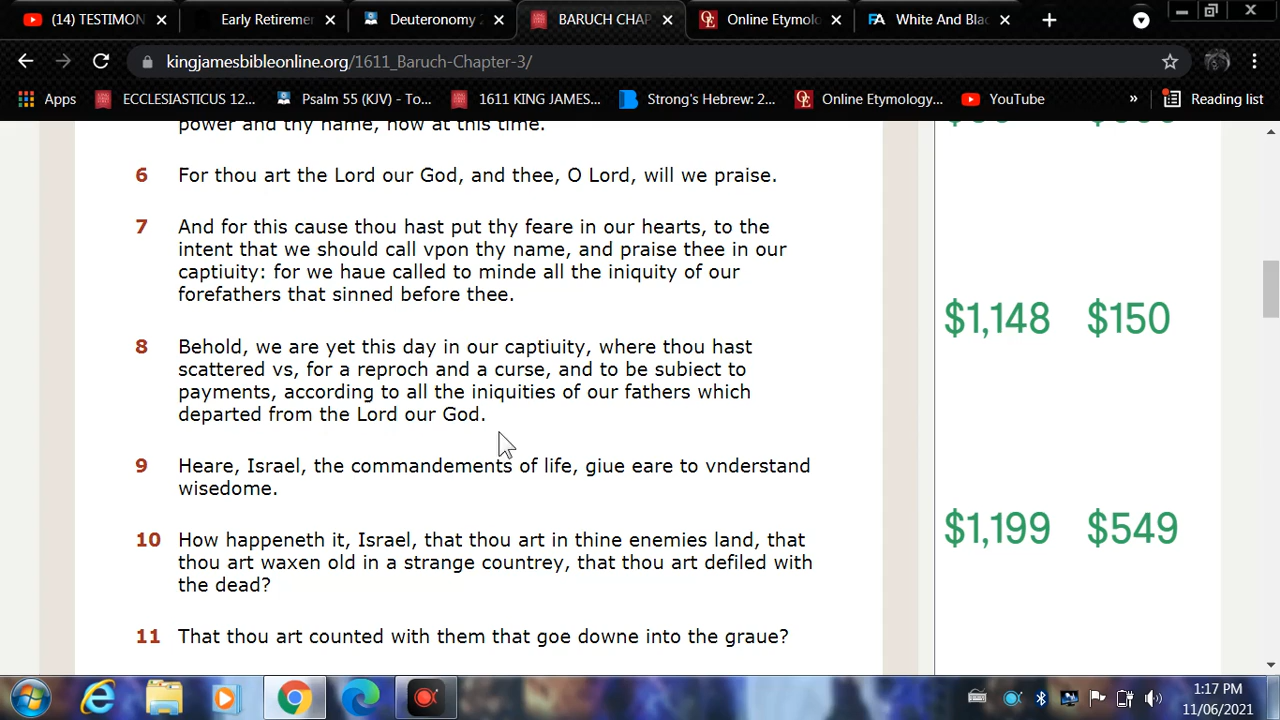 (14) TESTIMON
Early Retiremer
Deuteronomy 2
BARUCH CHAP
Online Etymolo
White And Blac
kingjamesbibleonline.org/1611_Baruch-Chapter-3/
Apps
ECCLESIASTICUS 12...
Psalm 55 (KJV) - To...
1611 KING JAMES...
Strong's Hebrew: 2...
Online Etymology...
YouTube
»
Reading list
power and thy name, now at this time.
6 For thou art the Lord our God, and thee, O Lord, will we praise.
7 And for this cause thou hast put thy feare in our hearts, to the
intent that we should call vpon thy name, and praise thee in our
captiuity: for we haue called to minde all the iniquity of our
forefathers that sinned before thee.
8 Behold, we are yet this day in our captiuity, where thou hast
scattered vs, for a reproch and a curse, and to be subiect to
payments, according to all the iniquities of our fathers which
departed from the Lord our God.
9 Heare, Israel, the commandements of life, giue eare to vnderstand
wisedome.
10 How happeneth it, Israel, that thou art in thine enemies land, that
thou art waxen old in a strange countrey, that thou art defiled with
the dead?
11 That thou art counted with them that goe downe into the graue?
$1,148 $150
$1,199 $549
1:17 PM
11/06/2021